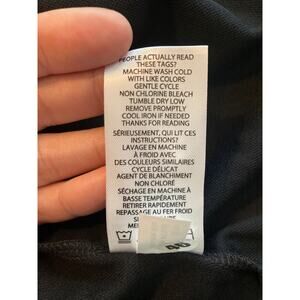 PEOPLE ACTUALLY READ
THESE TAGS?
MACHINE WASH COLD
WITH LIKE COLORS
GENTLE CYCLE
NON CHLORINE BLEACH
TUMBLE DRY LOW
REMOVE PROMPTLY
COOL IRON IF NEEDED
THANKS FOR READING
SÉRIEUSEMENT, QUI LIT CES
INSTRUCTIONS?
LAVAGE EN MACHINE
À FROID AVEC
DES COULEURS SIMILAIRES
CYCLE DÉLICAT
AGENT DE BLANCHIMENT
NON CHLORÉ
SÉCHAGE EN MACHINE À
BASSE TEMPÉRATURE
RETIRER RAPIDEMENT
REPASSAGE AU FER FROID